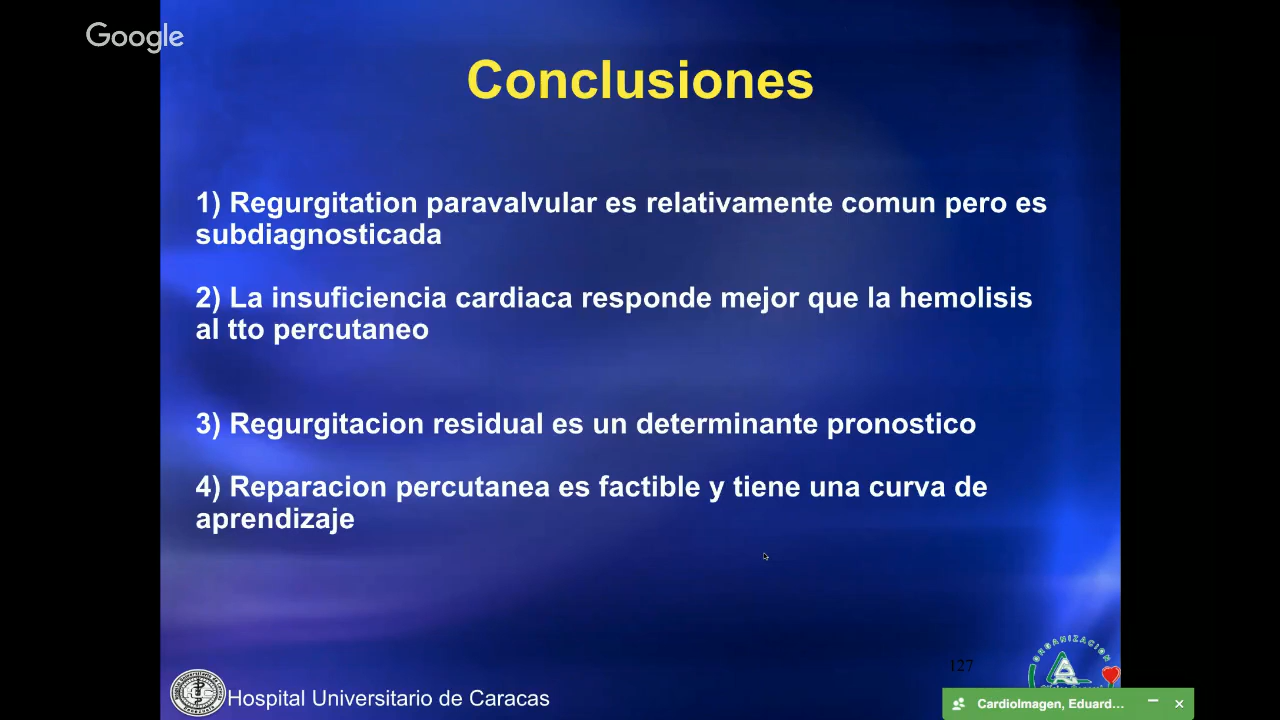 Google
Conclusiones
1) Regurgitation paravalvular es relativamente comun pero es
subdiagnosticada
2) La insuficiencia cardiaca responde mejor que la hemolisis
al tto percutaneo
3) Regurgitacion residual es un determinante pronostico
4) Reparacion percutanea es factible y tiene una curva de
aprendizaje
127
ORGANIZACION
Hospital Universitario de Caracas
CardioImagen, Eduard...